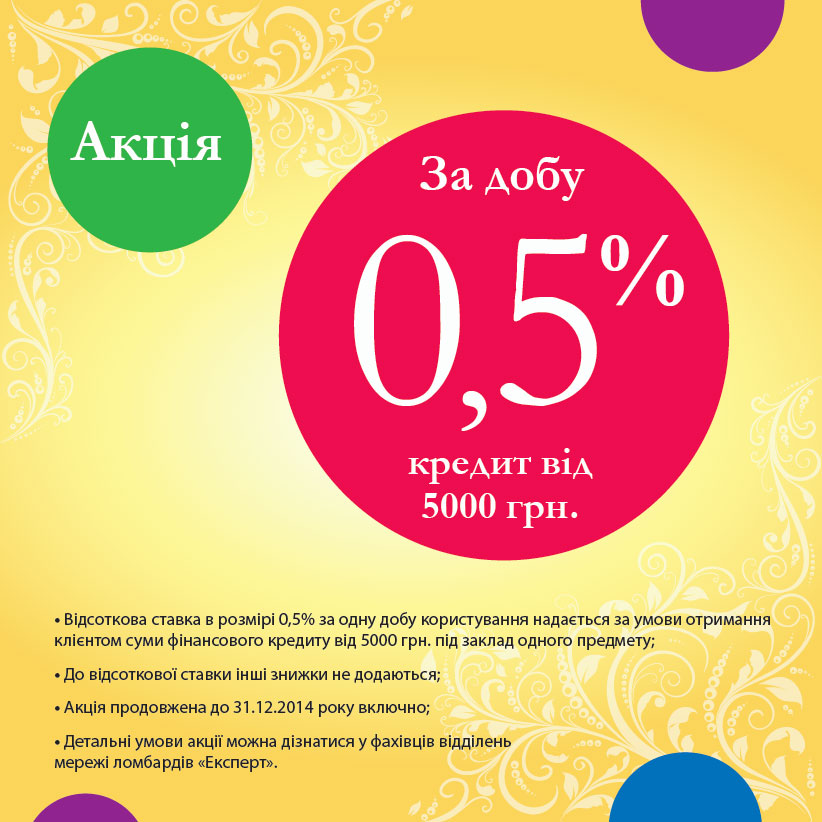 Акція
За добу
0,5%
кредит від
5000 грн.
• Відсоткова ставка в розмірі 0,5% за одну добу користування надається за умови отримання
клієнтом суми фінансового кредиту від 5000 грн. під заклад одного предмету;
• До відсоткової ставки інші знижки не додаються;
• Акція продовжена до 31.12.2014 року включно;
• Детальні умови акції можна дізнатися у фахівців відділень
мережі ломбардів «Експерт».